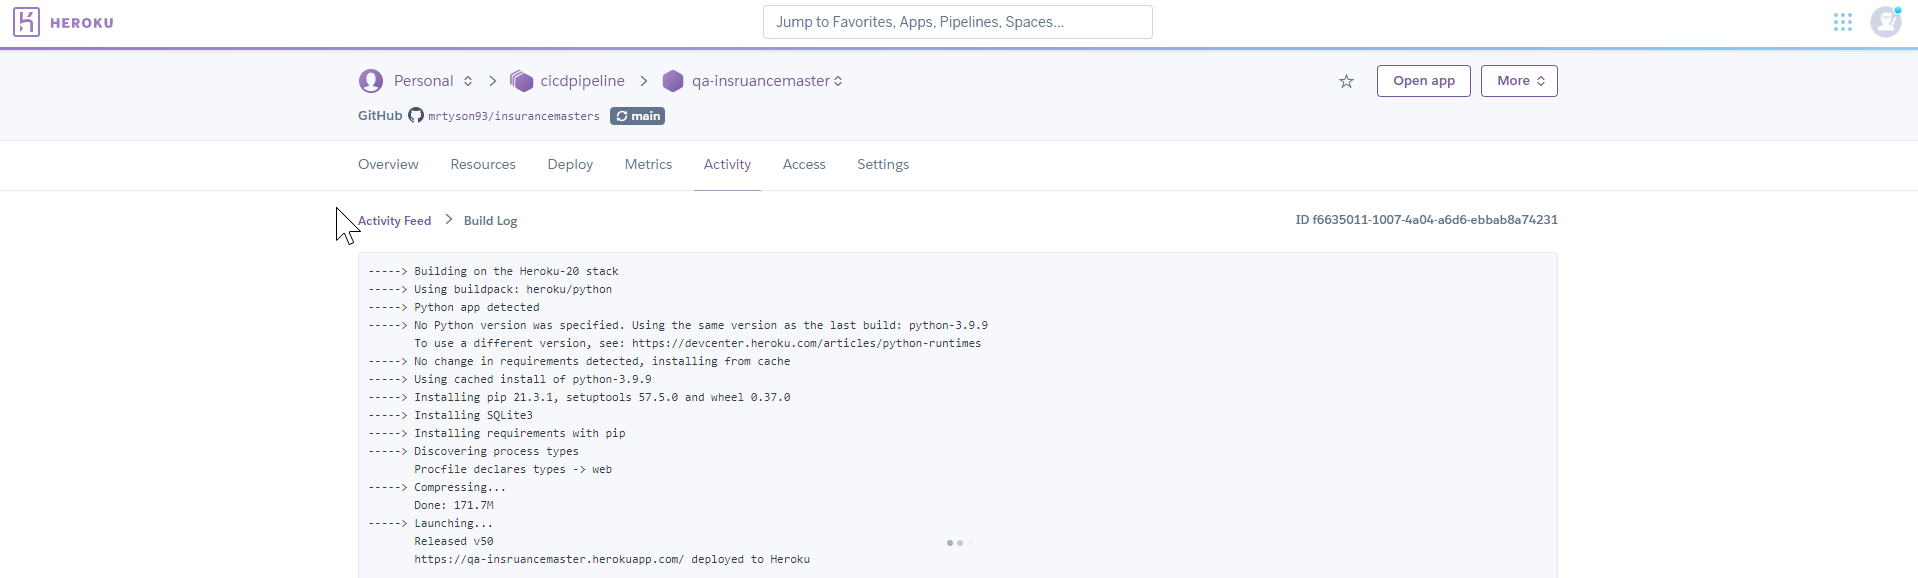 HEROKU
Jump to Favorites, Apps, Pipelines, Spaces...
Personal > cicdpipeline > qa-insruancemaster
Open app
More
GitHub mrtyson93/insurancemasters main
Overview Resources Deploy Metrics Activity Access Settings
Activity Feed > Build Log
ID f6635011-1007-4a04-a6d6-ebbab8a74231
-----> Building on the Heroku-20 stack
-----> Using buildpack: heroku/python
-----> Python app detected
-----> No Python version was specified. Using the same version as the last build: python-3.9.9
To use a different version, see: https://devcenter.heroku.com/articles/python-runtimes
-----> No change in requirements detected, installing from cache
-----> Using cached install of python-3.9.9
-----> Installing pip 21.3.1, setuptools 57.5.0 and wheel 0.37.0
-----> Installing SQLite3
-----> Installing requirements with pip
-----> Discovering process types
Procfile declares types -> web
-----> Compressing...
Done: 171.7M
-----> Launching...
Released v50
https://qa-insruancemaster.herokuapp.com/ deployed to Heroku